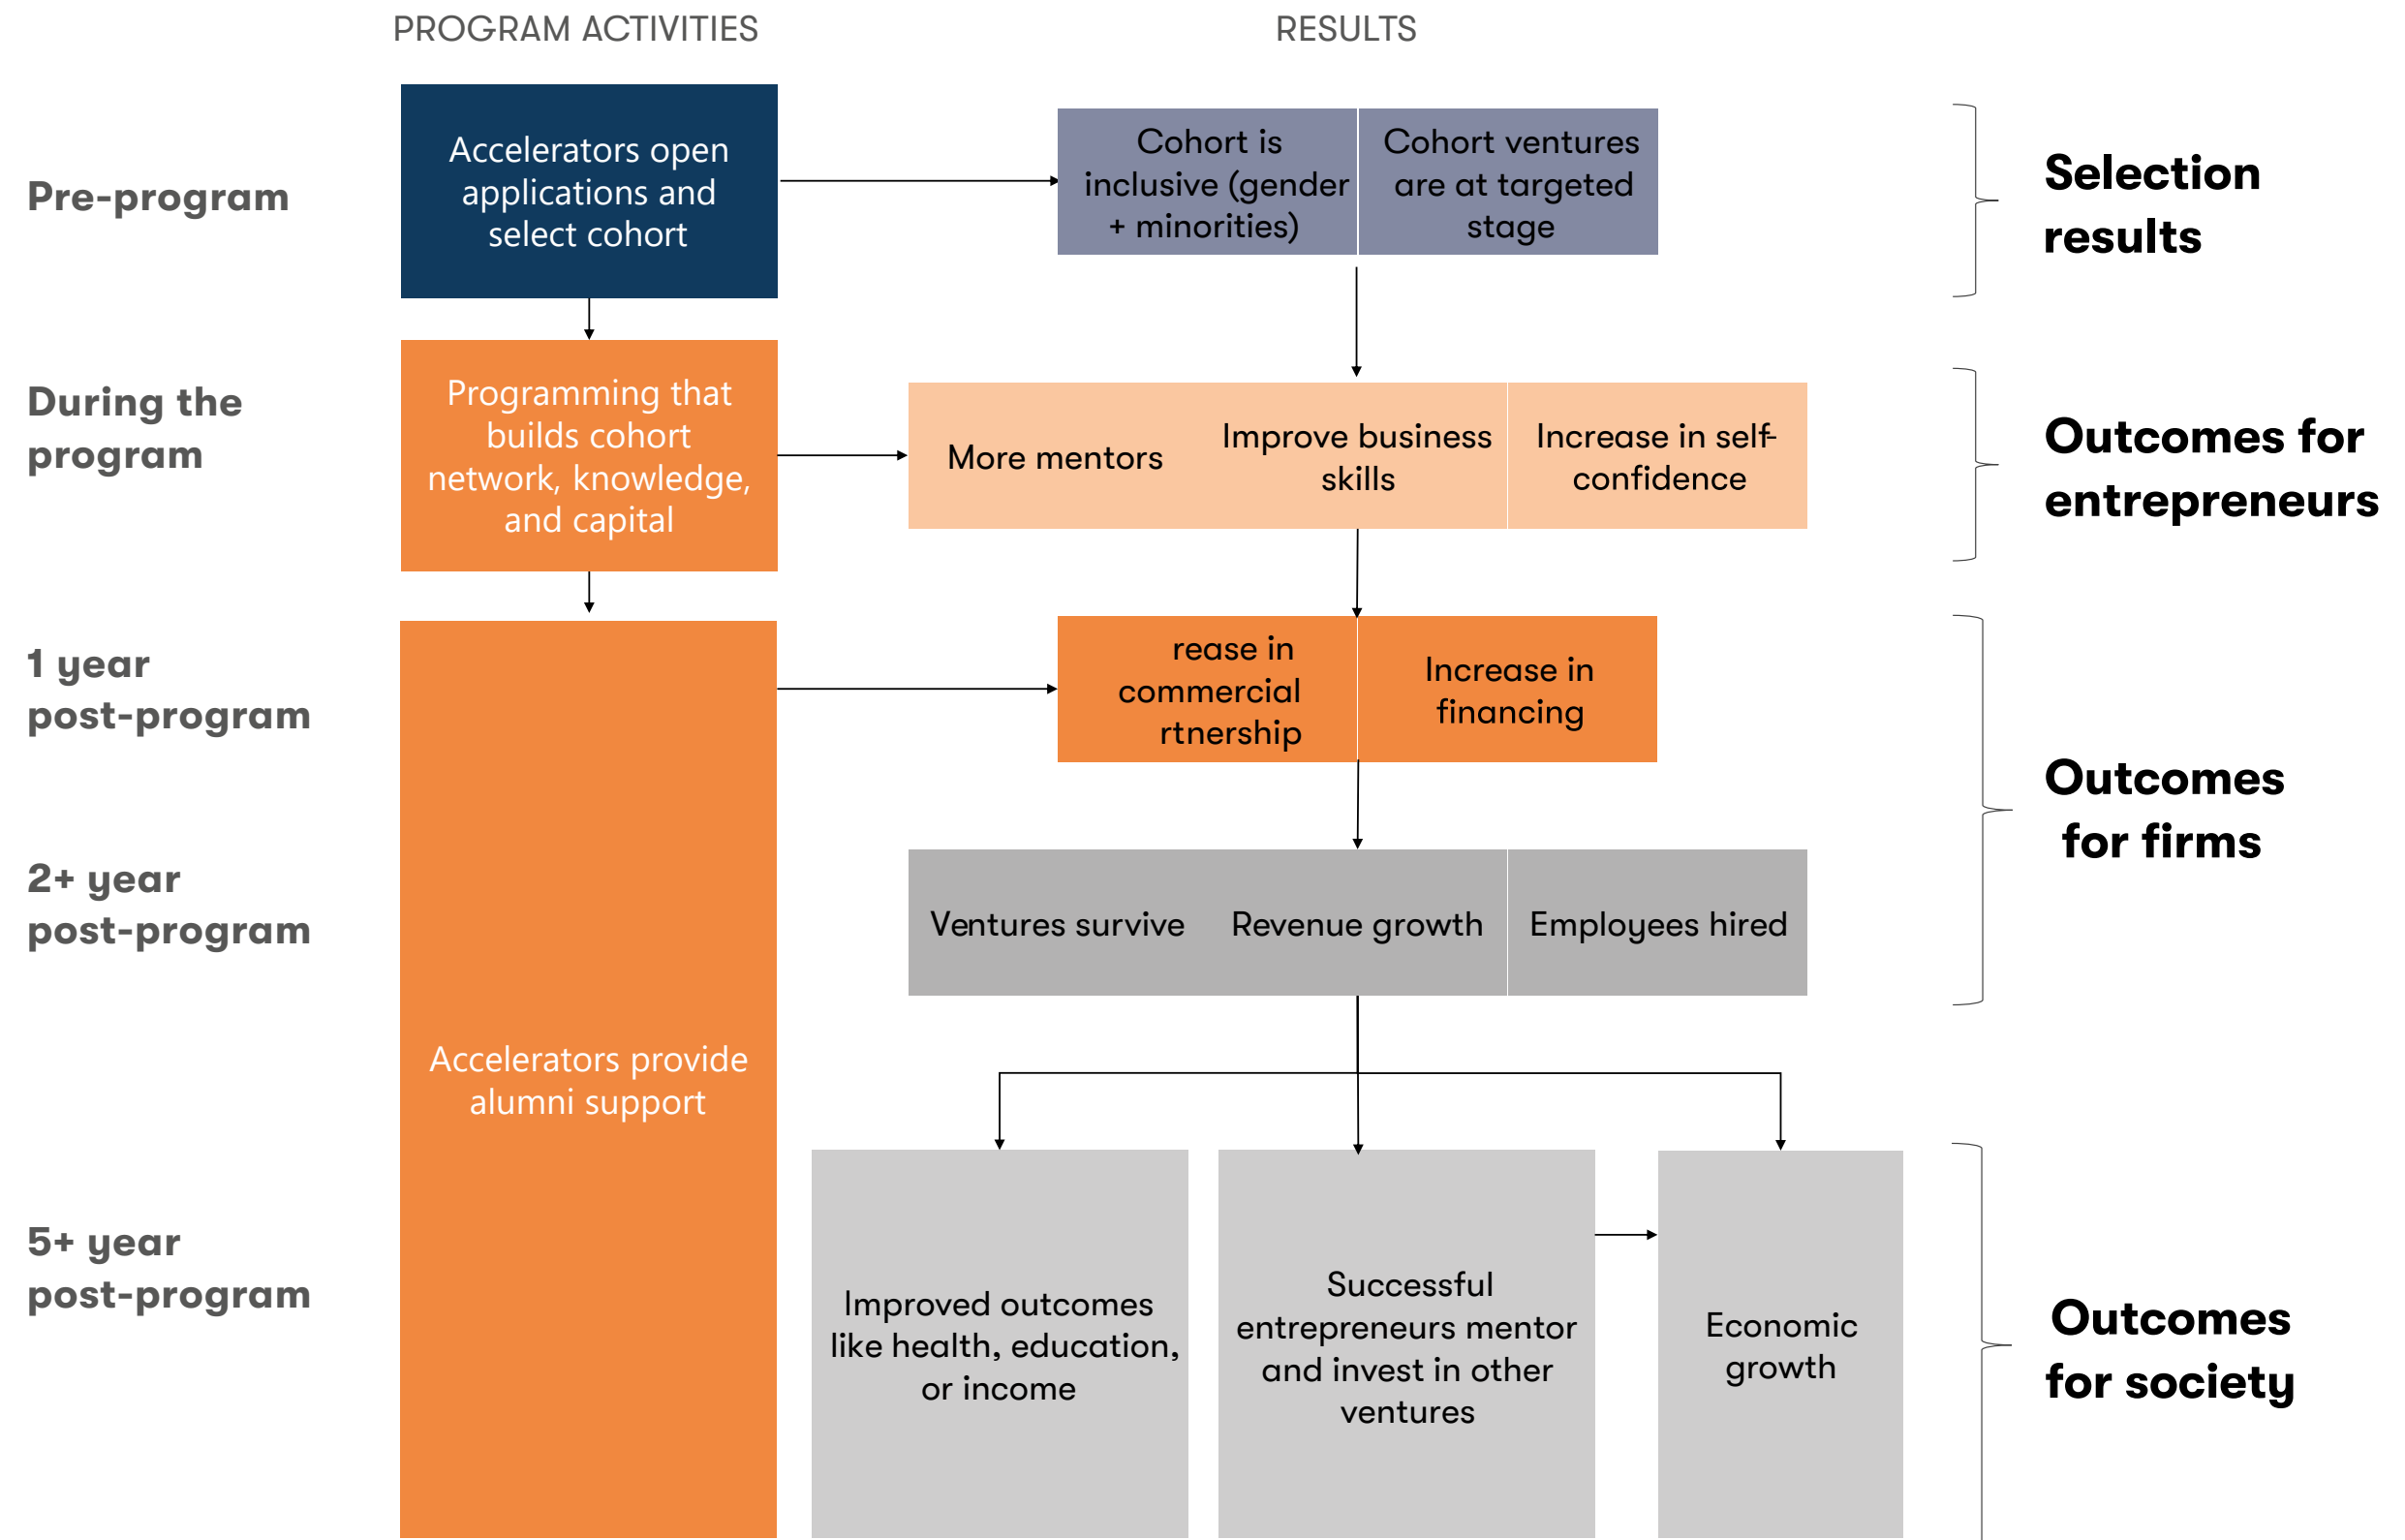 PROGRAM ACTIVITIES
RESULTS
Pre-program
Accelerators open
applications and
select cohort
Cohort is
inclusive (gender
+ minorities)
Cohort ventures
are at targeted
stage
Selection
results
During the
program
Programming that
builds cohort
network, knowledge,
and capital
More mentors
Improve business
skills
Increase in self-
confidence
Outcomes for
entrepreneurs
1 year
post-program
rease in
commercial
rtnership
Increase in
financing
Outcomes
for firms
2+ year
post-program
Ventures survive
Revenue growth
Employees hired
Accelerators provide
alumni support
5+ year
post-program
Improved outcomes
like health, education,
or income
Successful
entrepreneurs mentor
and invest in other
ventures
Economic
growth
Outcomes
for society